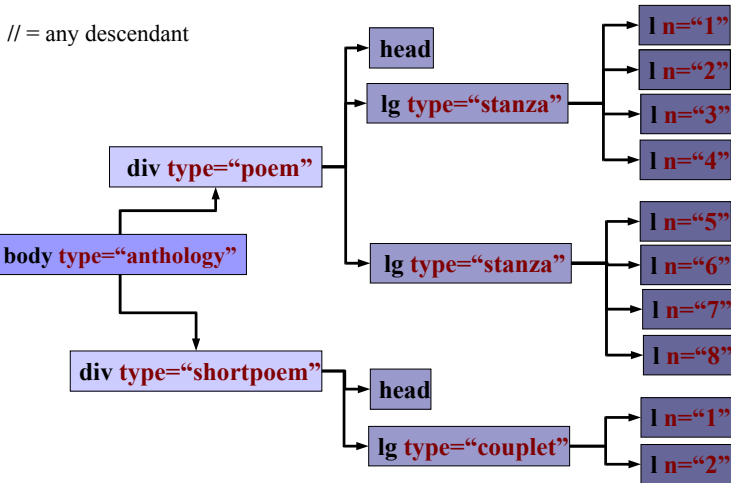 // = any descendant
head
lg type=“stanza”
l n=“1”
l n=“2”
l n=“3”
l n=“4”
div type=“poem”
body type=“anthology”
lg type=“stanza”
l n=“5”
l n=“6”
l n=“7”
l n=“8”
div type=“shortpoem”
head
lg type=“couplet”
l n=“1”
l n=“2”